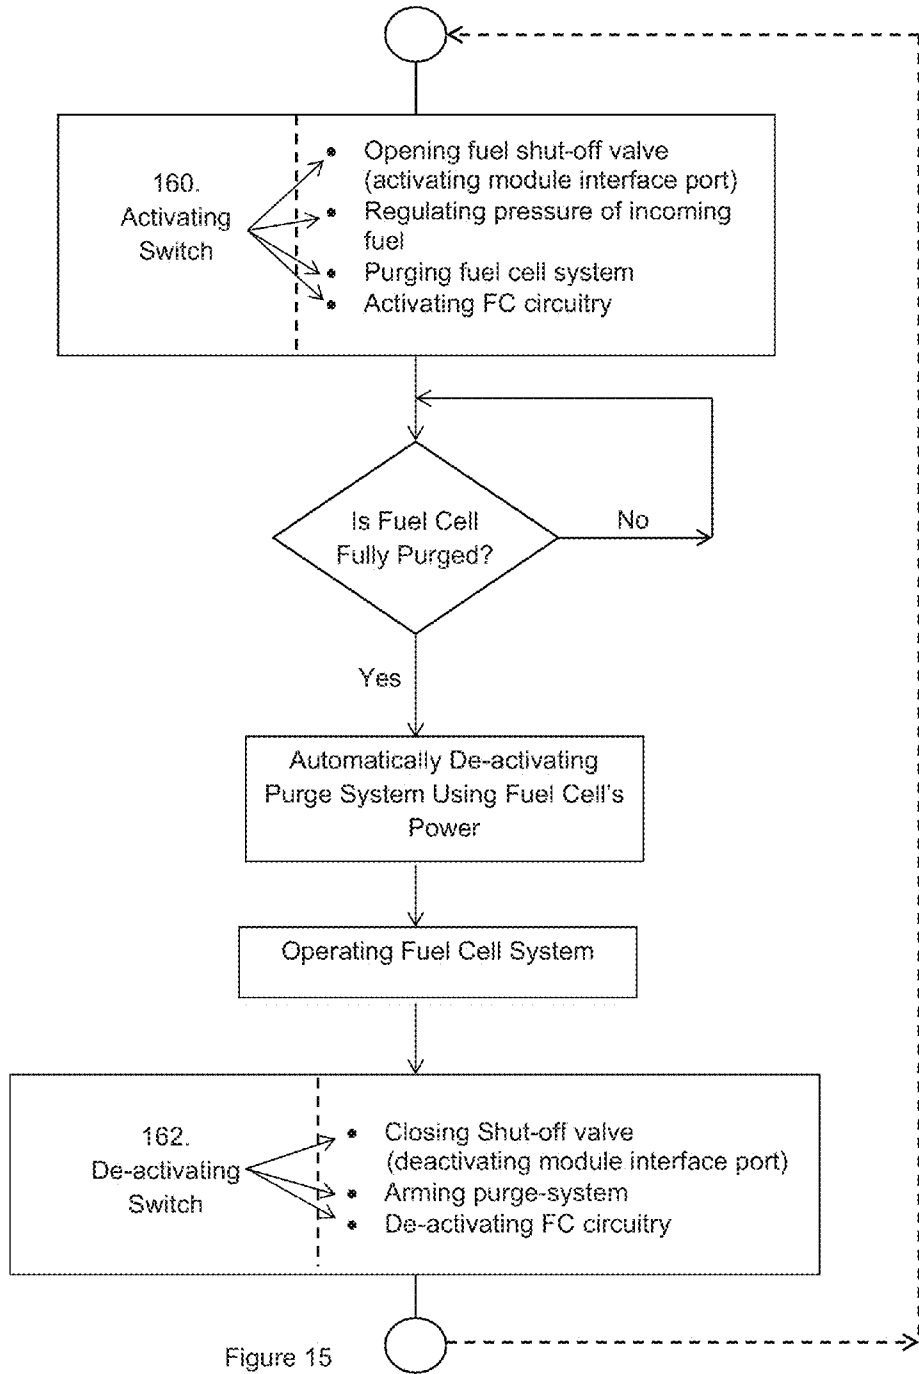 160.
Activating
Switch
• Opening fuel shut-off valve
(activating module interface port)
• Regulating pressure of incoming
fuel
• Purging fuel cell system
• Activating FC circuitry
Is Fuel Cell
Fully Purged?
No
Yes
Automatically De-activating
Purge System Using Fuel Cell's
Power
Operating Fuel Cell System
162.
De-activating
Switch
• Closing Shut-off valve
(deactivating module interface port)
• Arming purge-system
• De-activating FC circuitry
Figure 15